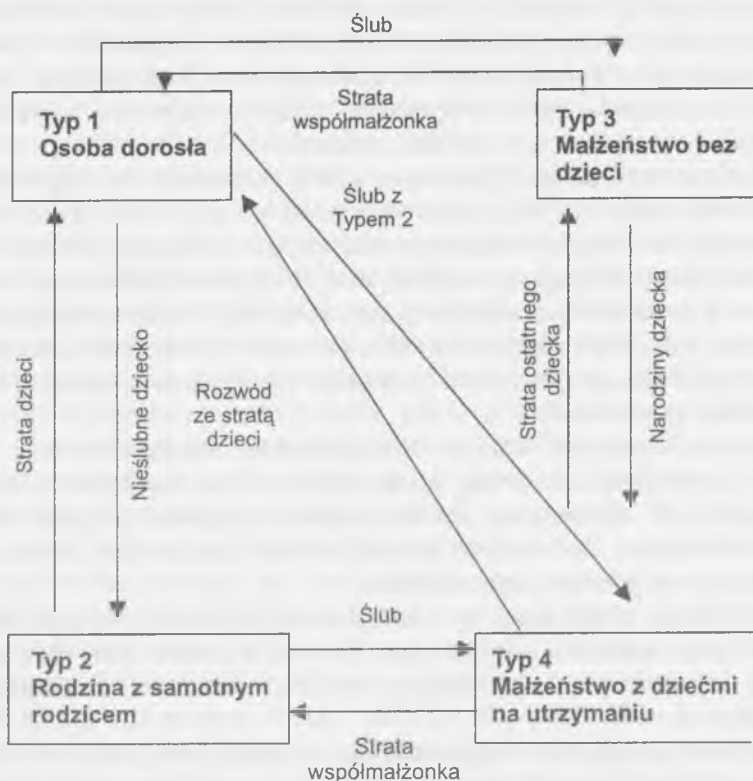 Ślub
Strata
współmałżonka
Typ 1
Osoba dorosła
Typ 3
Małżeństwo bez
dzieci
Ślub z
Typem 2
Strata dzieci
Nieślubne dziecko
Rozwód
ze stratą
dzieci
Strata ostatniego
dziecka
Narodziny dziecka
Ślub
Typ 2
Rodzina z samotnym
rodzicem
Typ 4
Małżeństwo z dziećmi
na utrzymaniu
Strata
współmałżonka